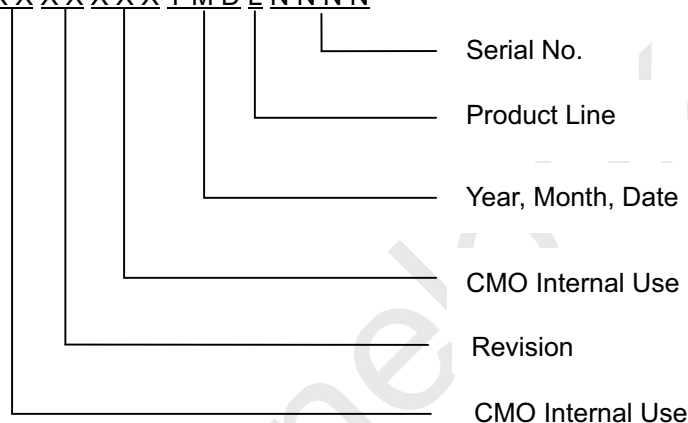 X X X X X X X Y M D L N N N N
Serial No.
Product Line
Year, Month, Date
CMO Internal Use
Revision
CMO Internal Use